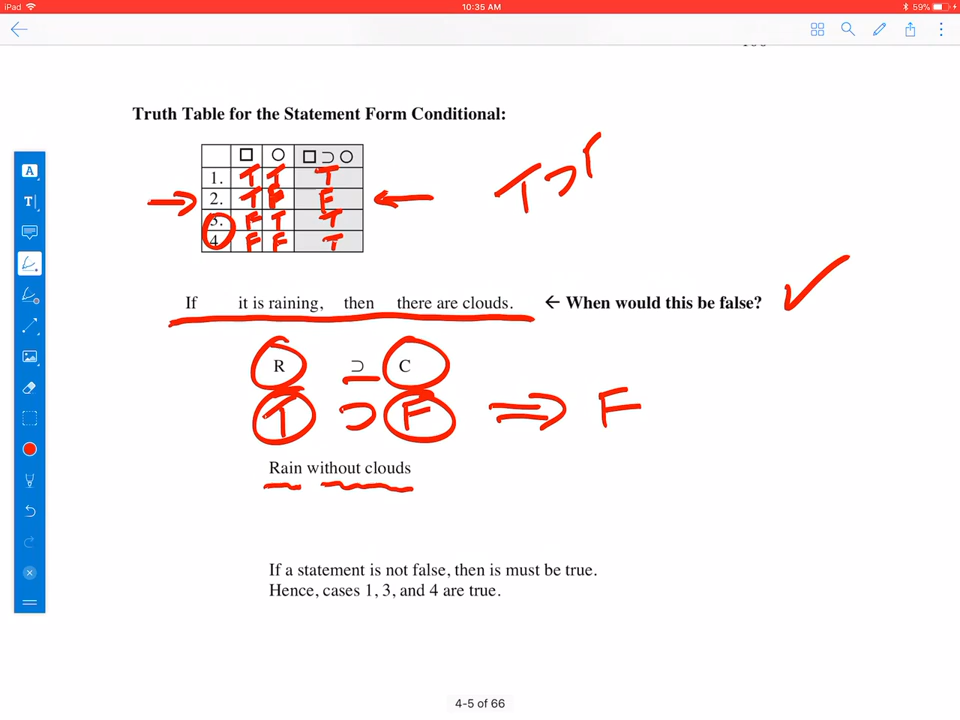 iPad 10:35 AM 59%
Truth Table for the Statement Form Conditional:
□ ○ □ ⊃ ○
1. T T T
2. T F F
3. F T T
4. F F T
T ⊃
If it is raining, then there are clouds. ← When would this be false?
R ⊃ C
T ⊃ F ⇒ F
Rain without clouds
If a statement is not false, then is must be true.
Hence, cases 1, 3, and 4 are true.
A
T
4-5 of 66